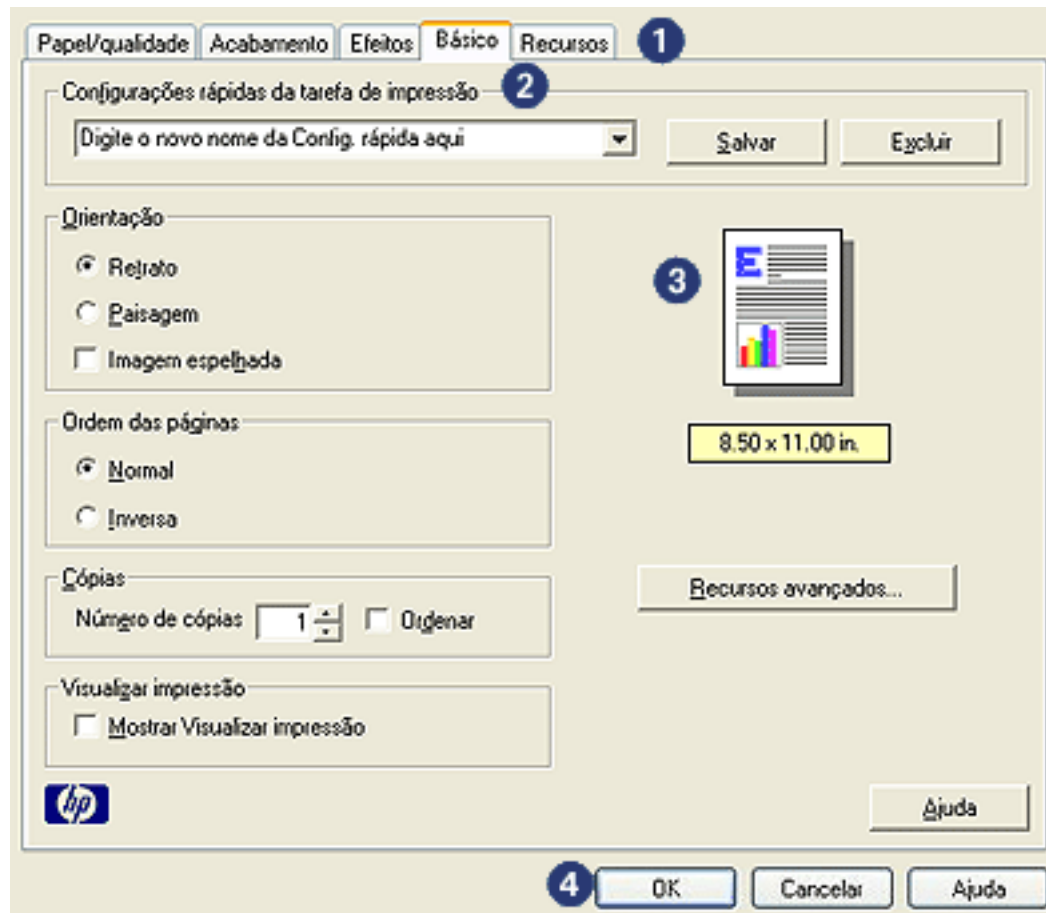 Papel/qualidade Acabamento Efeitos Básico Recursos 1
Configurações rápidas da tarefa de impressão 2
Digite o novo nome da Config. rápida aqui Salvar Excluir
Orientação
Retrato
Paisagem
Imagem espelhada
3
E
8.50 x 11.00 in.
Ordem das páginas
Normal
Inversa
Cópias
Número de cópias 1 Ordenar
Recursos avançados...
Visualizar impressão
Mostrar Visualizar impressão
hp
Ajuda
4 OK Cancelar Ajuda